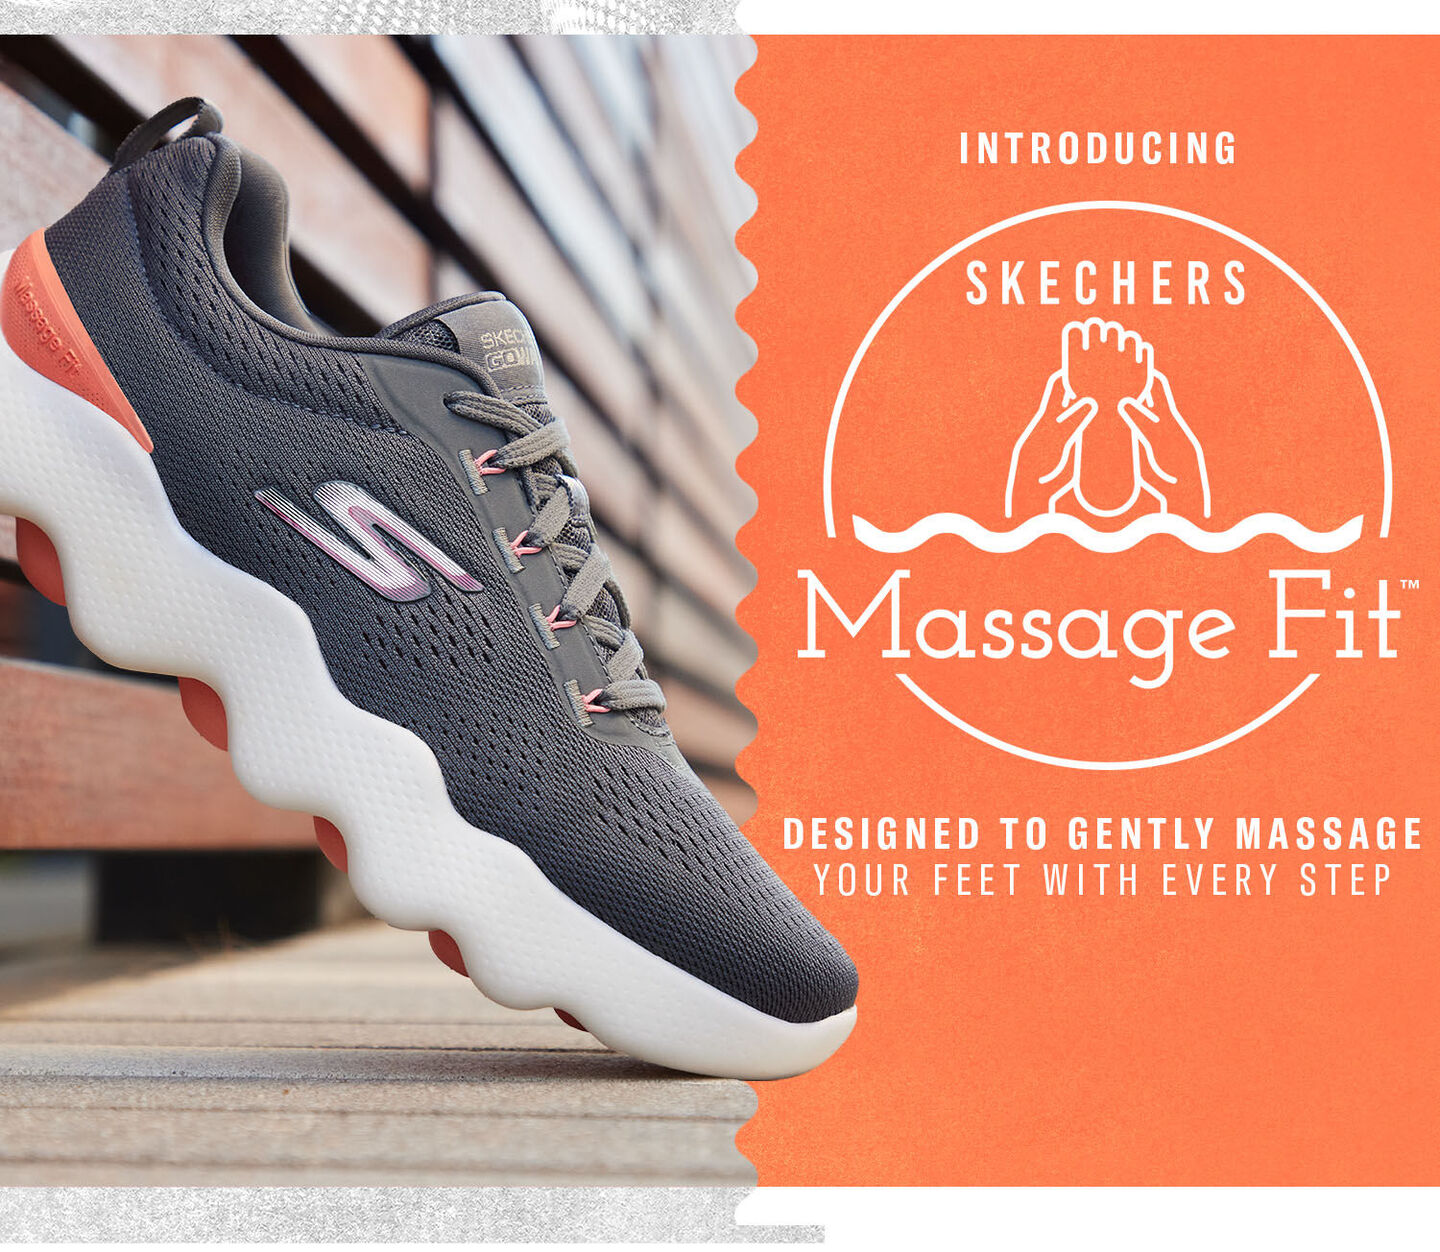 INTRODUCING
SKECHERS
Massage Fit™
DESIGNED TO GENTLY MASSAGE
YOUR FEET WITH EVERY STEP
Massage Fit